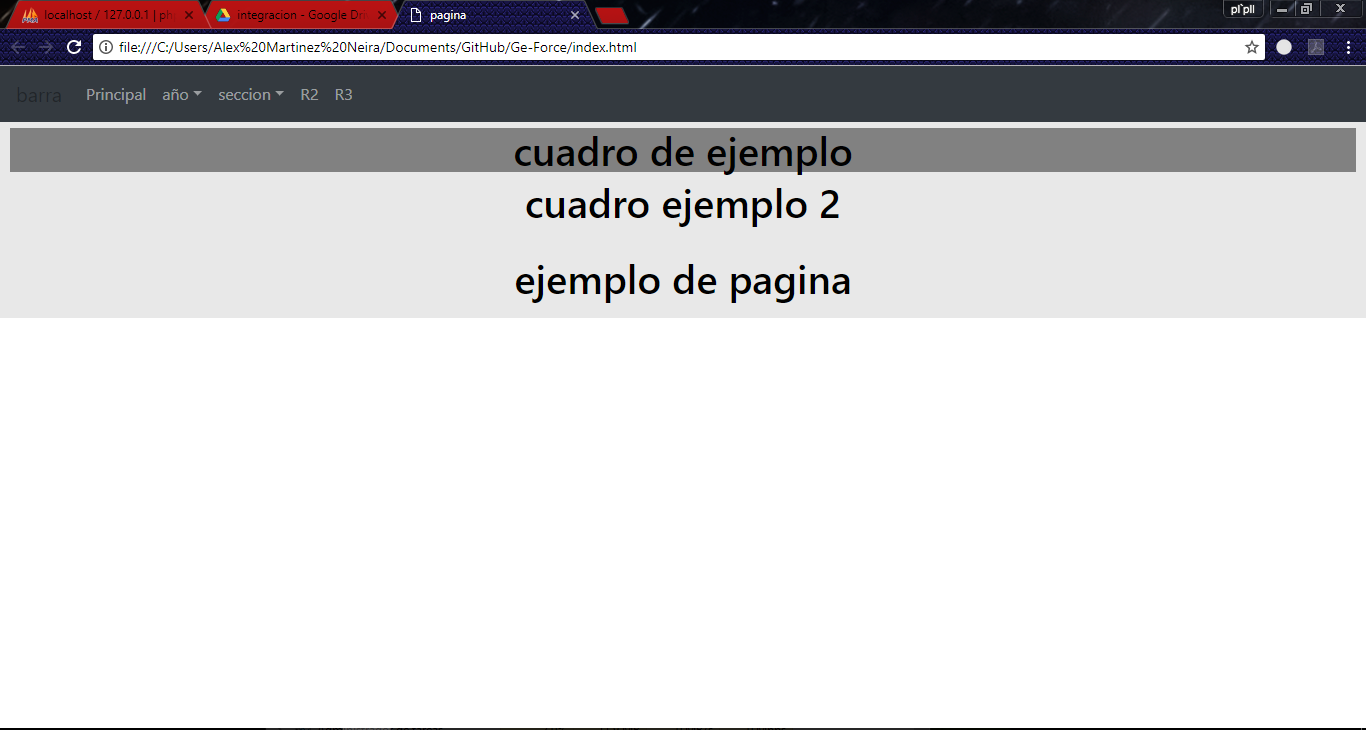 localhost / 127.0.0.1 | ph
integracion - Google Dri
pagina
pl'pll
file:///C:/Users/Alex%20Martinez%20Neira/Documents/GitHub/Ge-Force/index.html
barra Principal año seccion R2 R3
cuadro de ejemplo
cuadro ejemplo 2
ejemplo de pagina